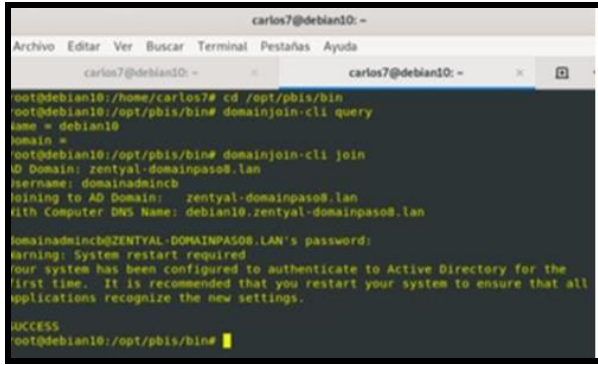 carlos7@debian10: ~
Archivo Editar Ver Buscar Terminal Pestañas Ayuda
carlos7@debian10: ~ × carlos7@debian10: ~ ×
root@debian10:/home/carlos7# cd /opt/pbis/bin
root@debian10:/opt/pbis/bin# domainjoin-cli query
Name = debian10
Domain =
root@debian10:/opt/pbis/bin# domainjoin-cli join
AD Domain: zentyal-domainpaso8.lan
Username: domainadmincb
Joining to AD Domain: zentyal-domainpaso8.lan
With Computer DNS Name: debian10.zentyal-domainpaso8.lan
domainadmincb@ZENTYAL-DOMAINPASO8.LAN's password:
Warning: System restart required
Your system has been configured to authenticate to Active Directory for the
first time. It is recommended that you restart your system to ensure that all
applications recognize the new settings.
SUCCESS
root@debian10:/opt/pbis/bin#